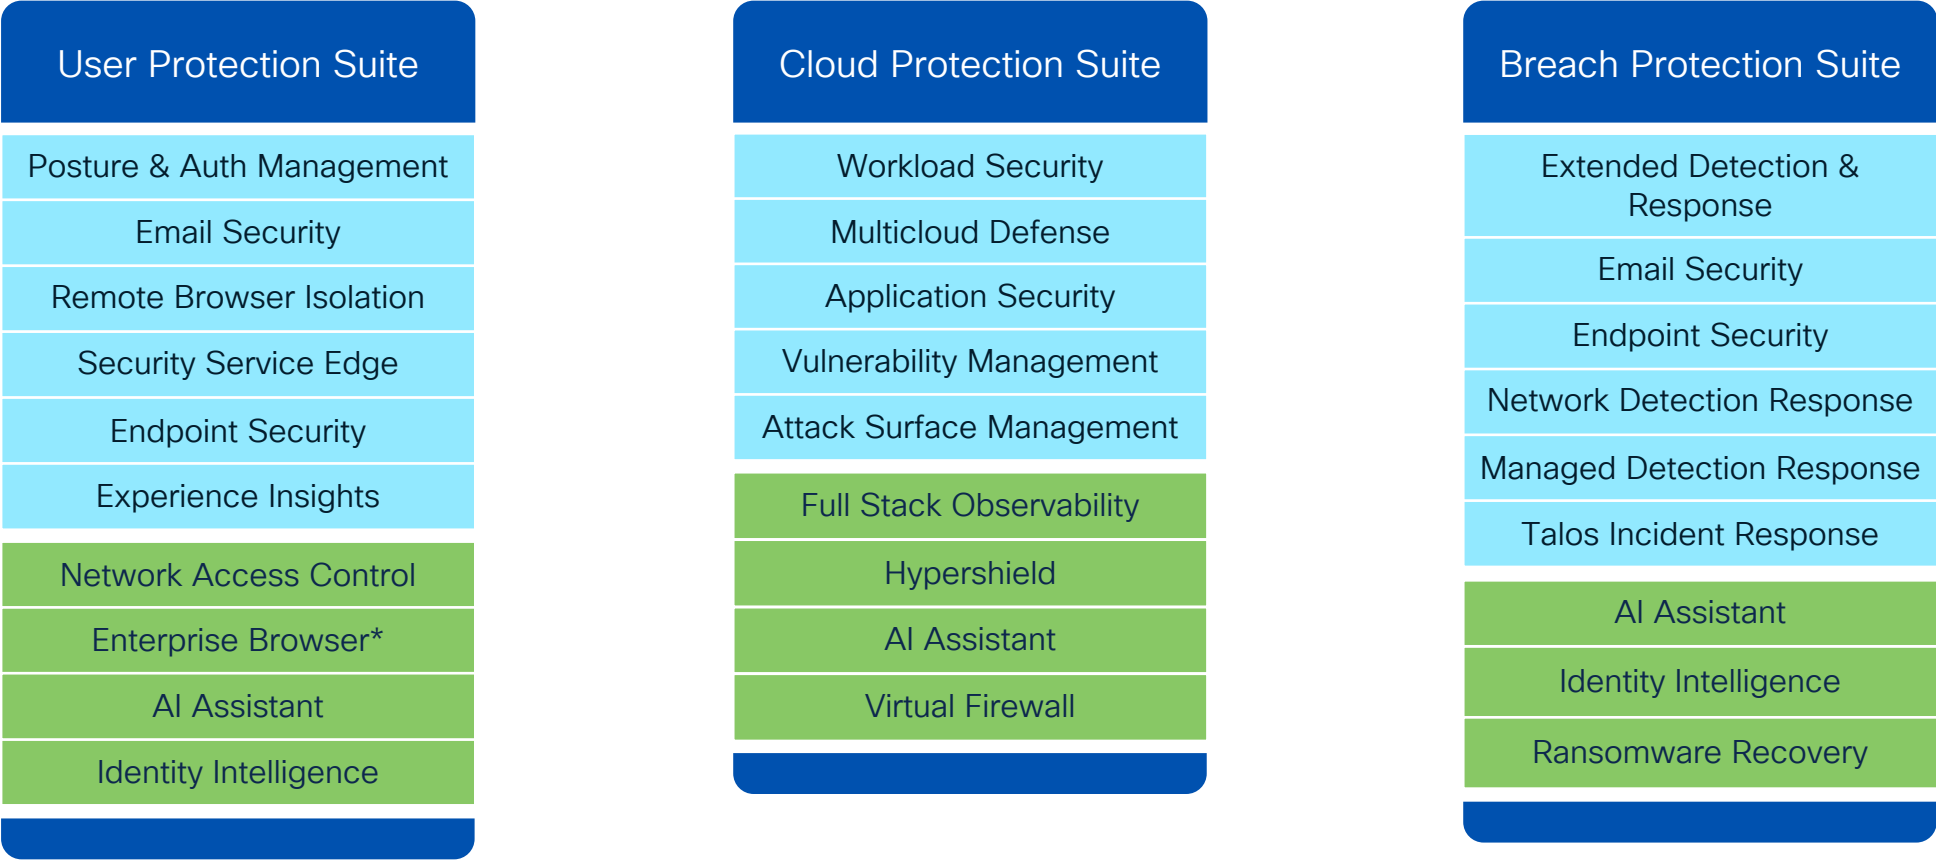 User Protection Suite
Posture & Auth Management
Email Security
Remote Browser Isolation
Security Service Edge
Endpoint Security
Experience Insights
Network Access Control
Enterprise Browser*
AI Assistant
Identity Intelligence
Cloud Protection Suite
Workload Security
Multicloud Defense
Application Security
Vulnerability Management
Attack Surface Management
Full Stack Observability
Hypershield
AI Assistant
Virtual Firewall
Breach Protection Suite
Extended Detection &
Response
Email Security
Endpoint Security
Network Detection Response
Managed Detection Response
Talos Incident Response
AI Assistant
Identity Intelligence
Ransomware Recovery